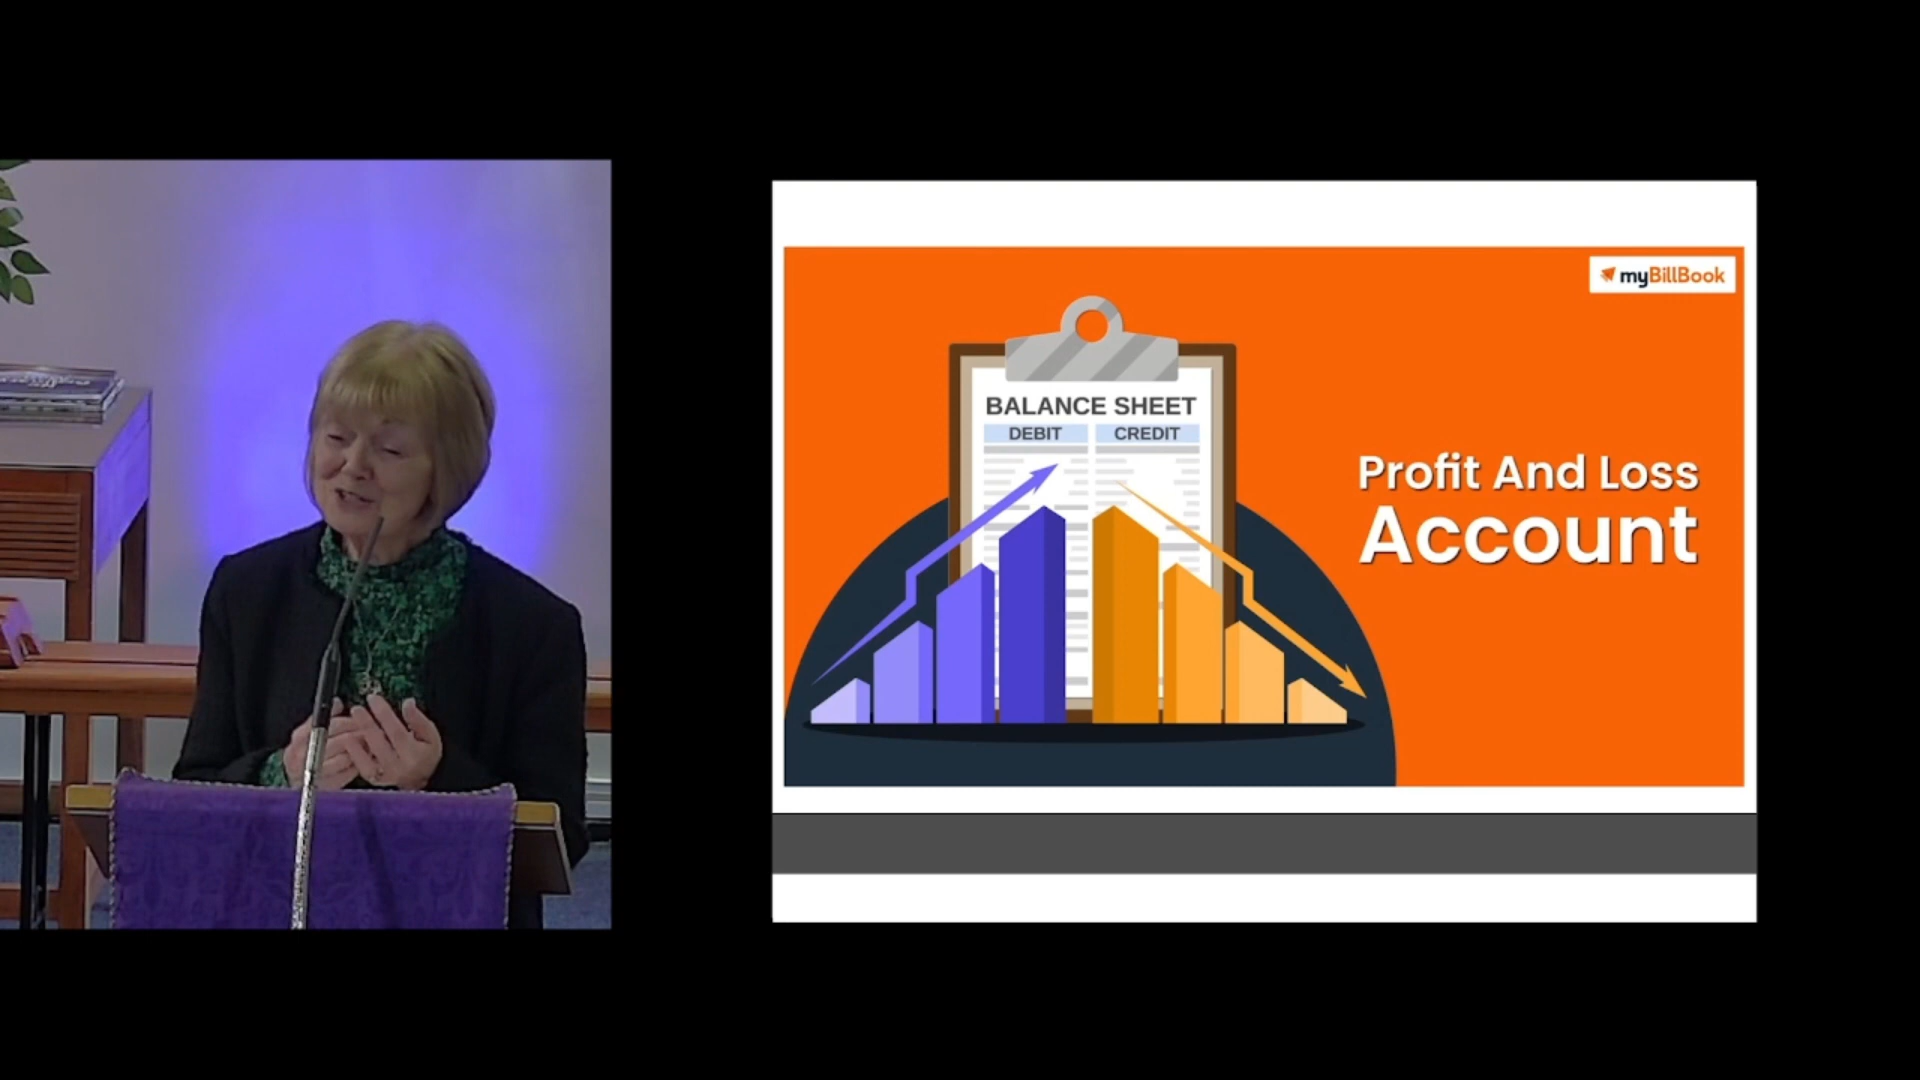 myBillBook
BALANCE SHEET
DEBIT CREDIT
Profit And Loss
Account